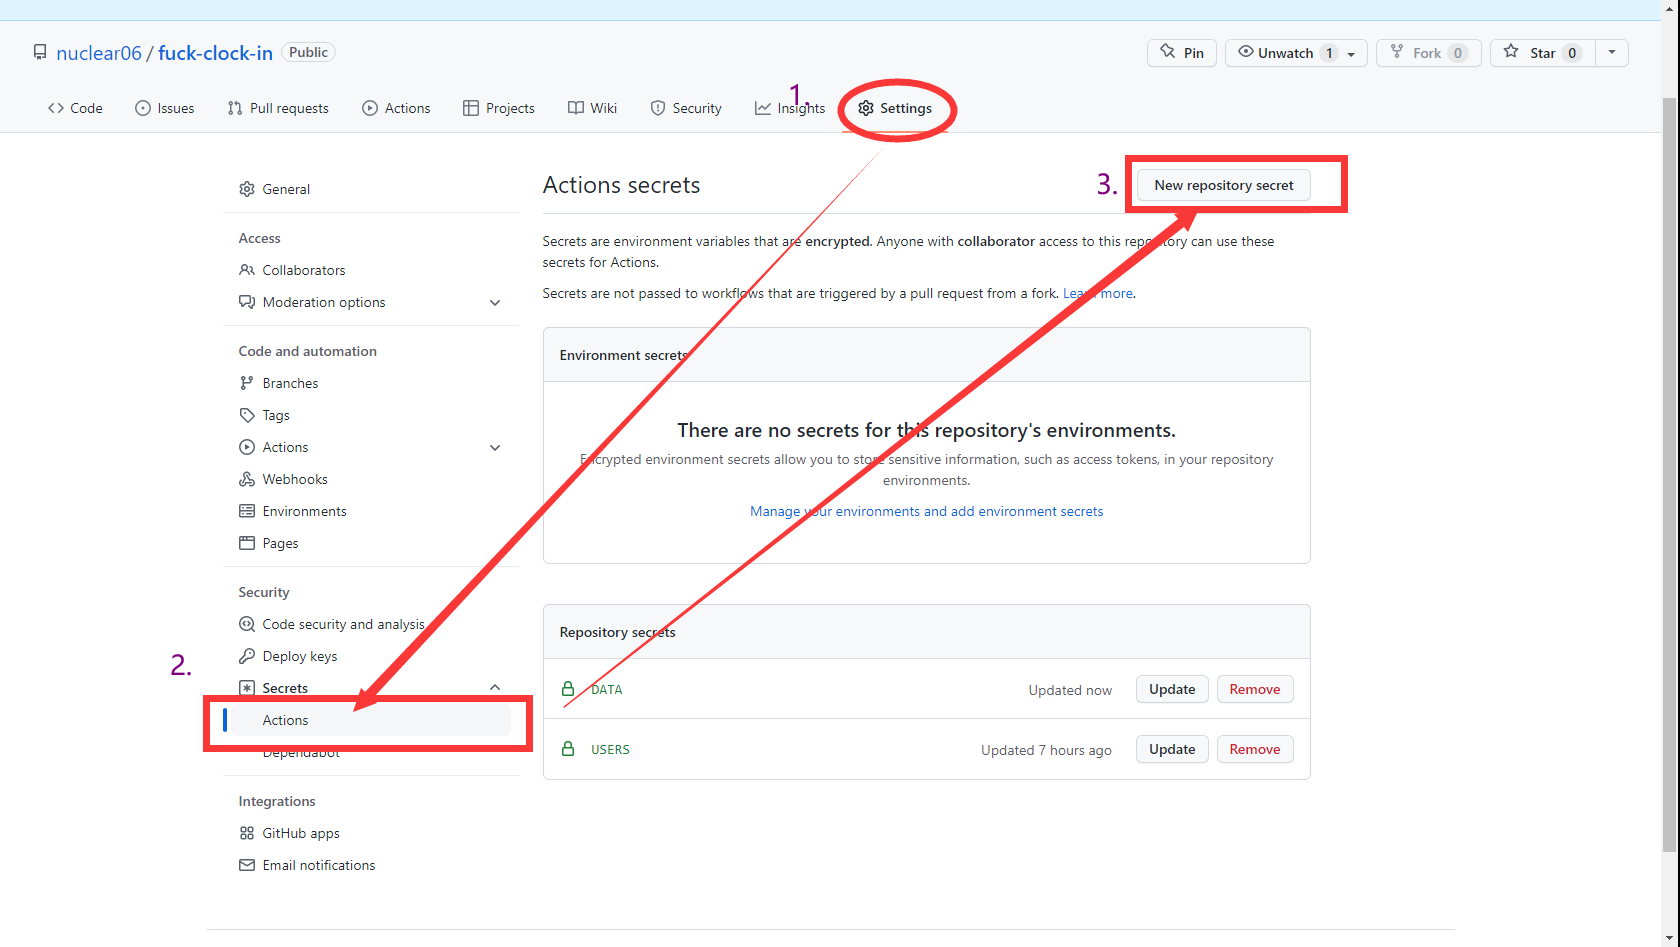 nuclear06 / fuck-clock-in Public
Pin Unwatch 1 Fork 0 Star 0
Code Issues Pull requests Actions Projects Wiki Security Insights Settings
1.
General
Access
Collaborators
Moderation options
Code and automation
Branches
Tags
Actions
Webhooks
Environments
Pages
Security
Code security and analysis
Deploy keys
2.
Secrets
Actions
Dependabot
Integrations
GitHub apps
Email notifications
Actions secrets
3.
New repository secret
Secrets are environment variables that are encrypted. Anyone with collaborator access to this repository can use these
secrets for Actions.
Secrets are not passed to workflows that are triggered by a pull request from a fork. Learn more.
Environment secrets
There are no secrets for this repository's environments.
Encrypted environment secrets allow you to store sensitive information, such as access tokens, in your repository
environments.
Manage your environments and add environment secrets
Repository secrets
DATA Updated now Update Remove
USERS Updated 7 hours ago Update Remove